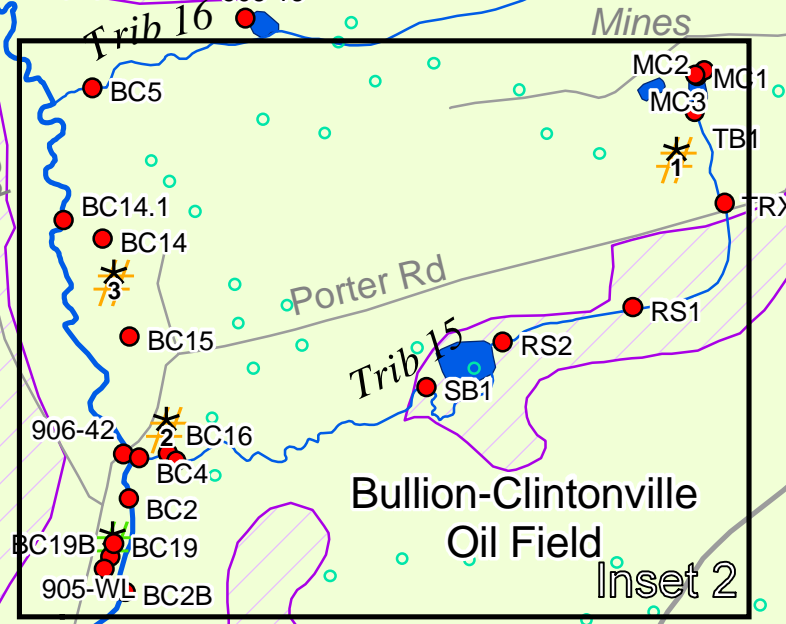 Trib 16
Mines
MC2
MC1
BC5
MC3
TB1
1
BC14.1
TRX
BC14
3
Porter Rd
RS1
BC15
RS2
Trib 15
SB1
906-42
2
BC16
BC4
Bullion-Clintonville
Oil Field
BC2
BC19B
BC19
905-WL
BC2B
Inset 2